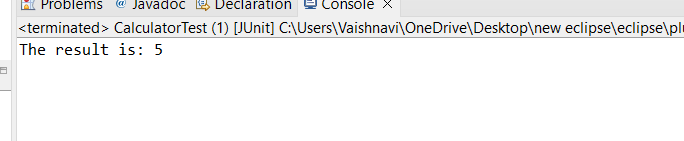 Problems @ Javadoc Declaration Console
<terminated> CalculatorTest (1) [JUnit] C:\Users\Vaishnavi\OneDrive\Desktop\new eclipse\eclipse\plu
The result is: 5